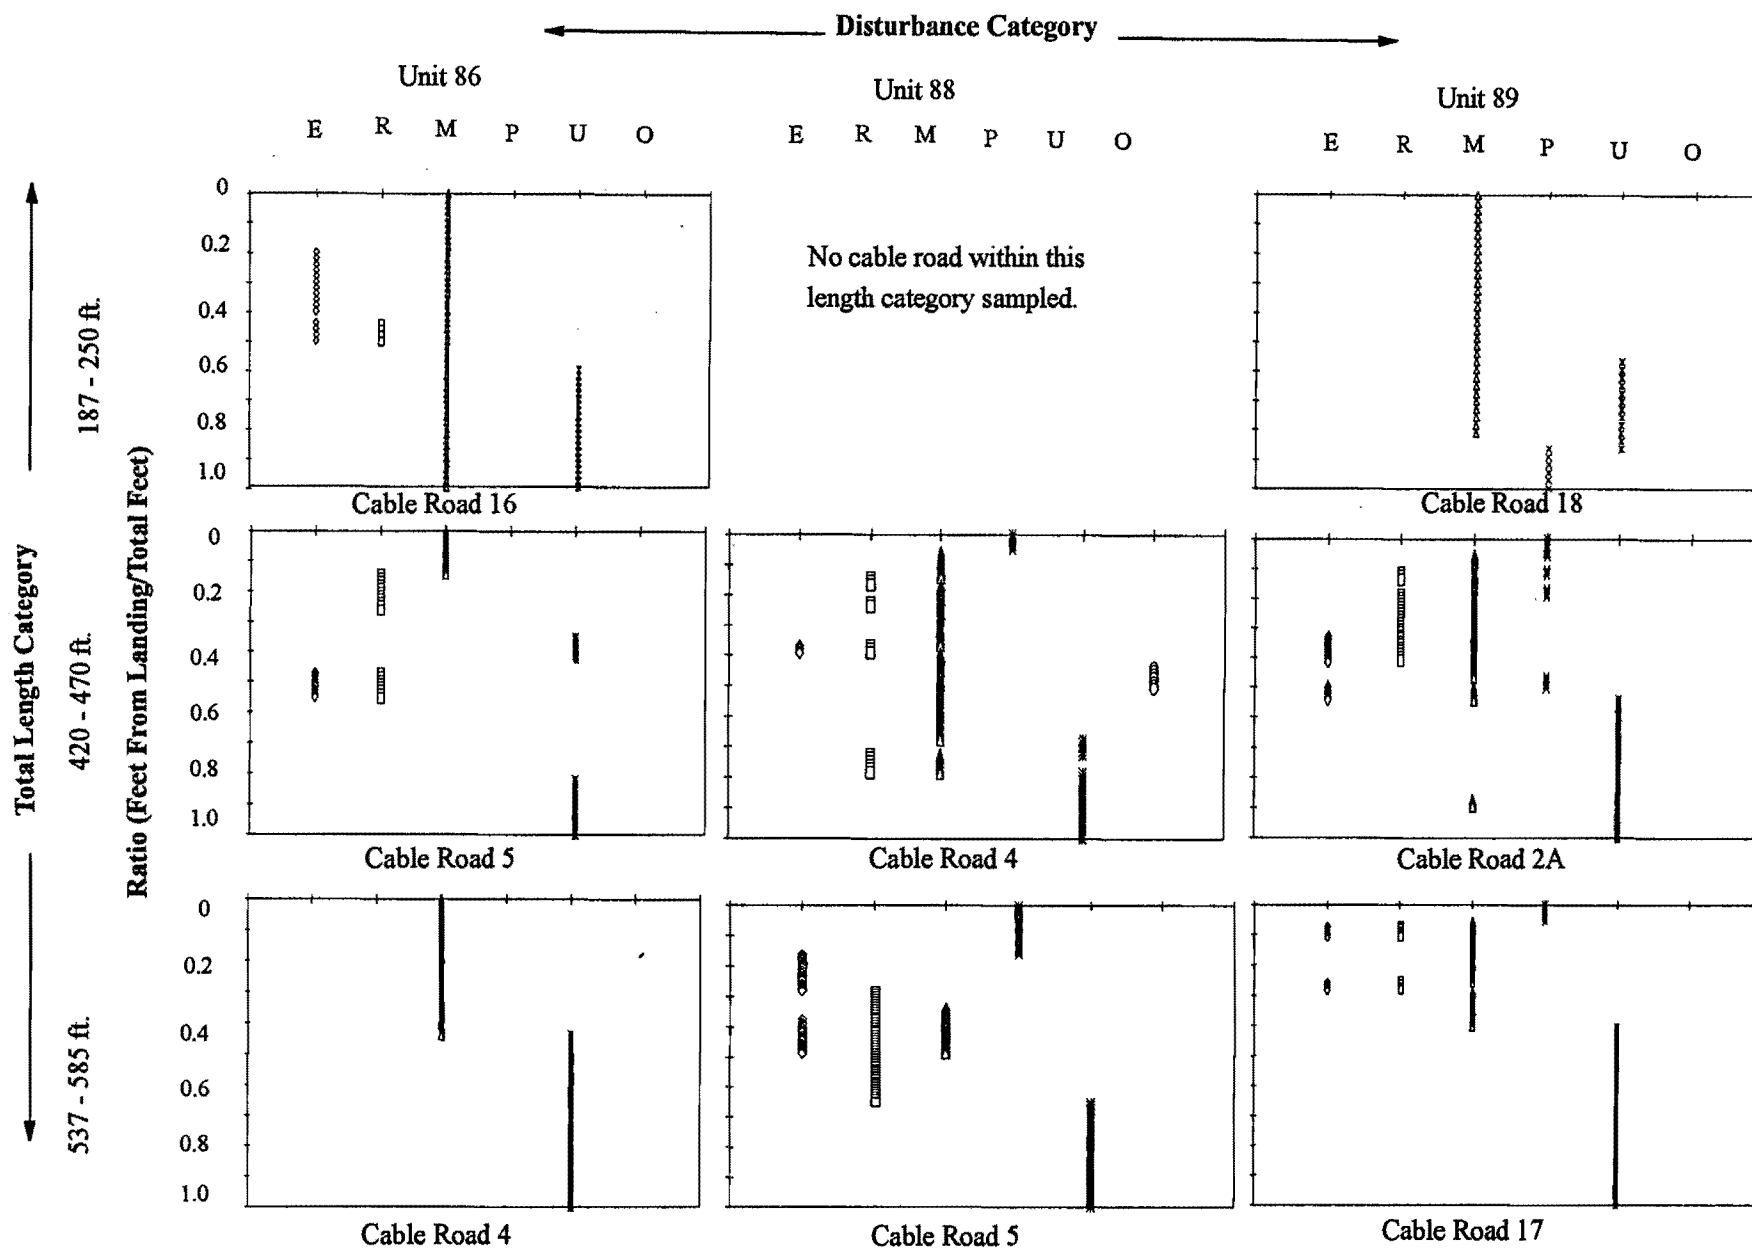 Disturbance Category
Unit 86
Unit 88
Unit 89
E R M P U O
E R M P U O
E R M P U O
Total Length Category
Ratio (Feet From Landing/Total Feet)
187 - 250 ft.
0
0.2
0.4
0.6
0.8
1.0
No cable road within this
length category sampled.
Cable Road 16
Cable Road 18
420 - 470 ft.
0
0.2
0.4
0.6
0.8
1.0
Cable Road 5
Cable Road 4
Cable Road 2A
537 - 585 ft.
0
0.2
0.4
0.6
0.8
1.0
Cable Road 4
Cable Road 5
Cable Road 17